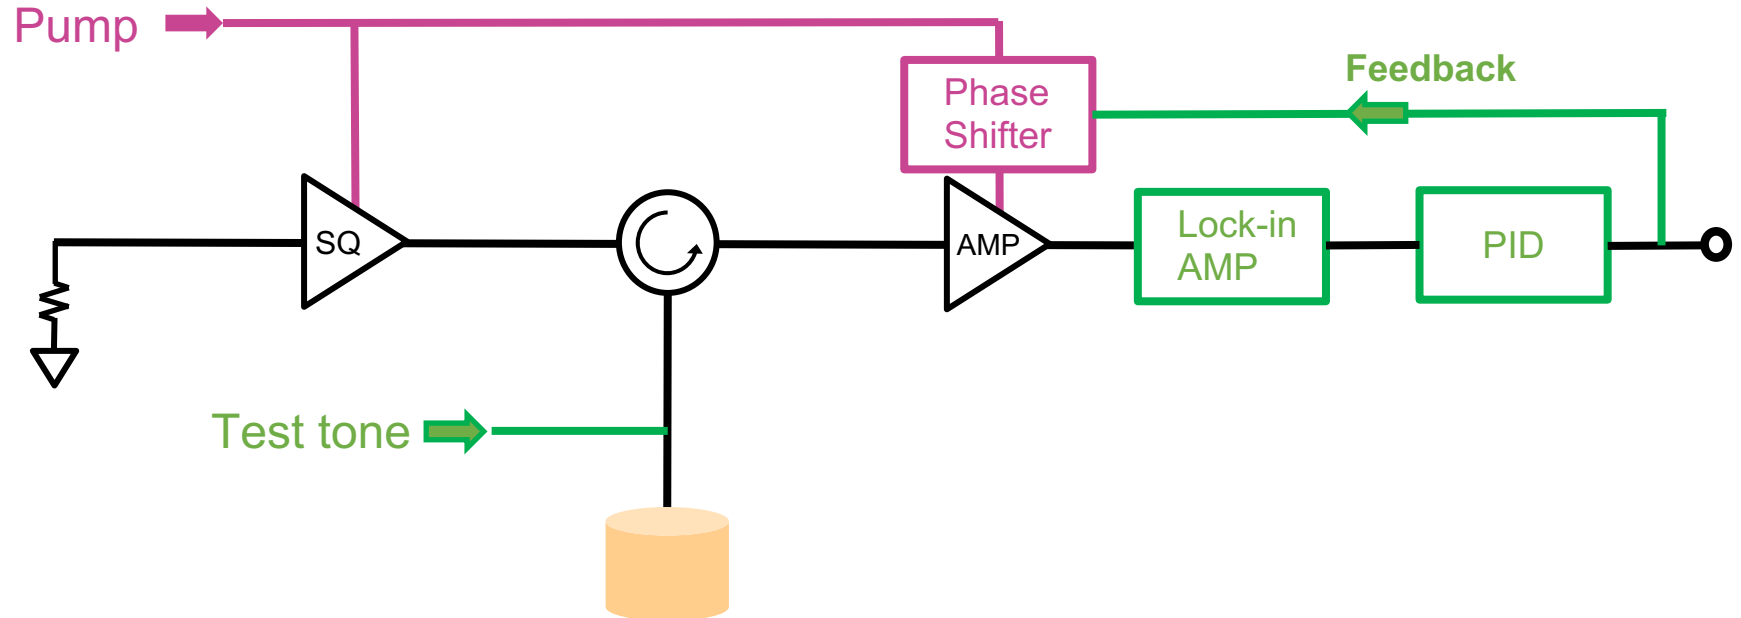 Pump
Feedback
Phase
Shifter
SQ
AMP
Lock-in
AMP
PID
Test tone